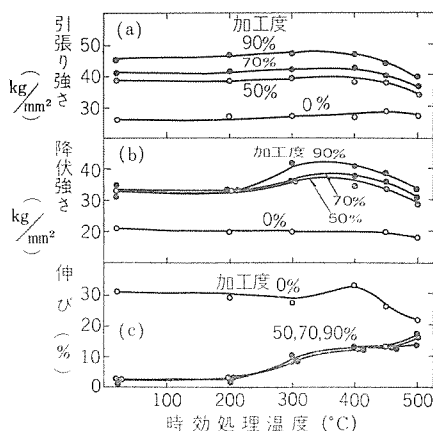 (a)
加工度
90%
70%
50%
0%
引張り強さ
kg/mm²
50
40
30
(b)
加工度 90%
70%
50%
0%
降伏強さ
kg/mm²
40
30
20
(c)
加工度 0%
50,70,90%
伸び
(%)
30
20
10
0
100 200 300 400 500
時効処理温度(°C)